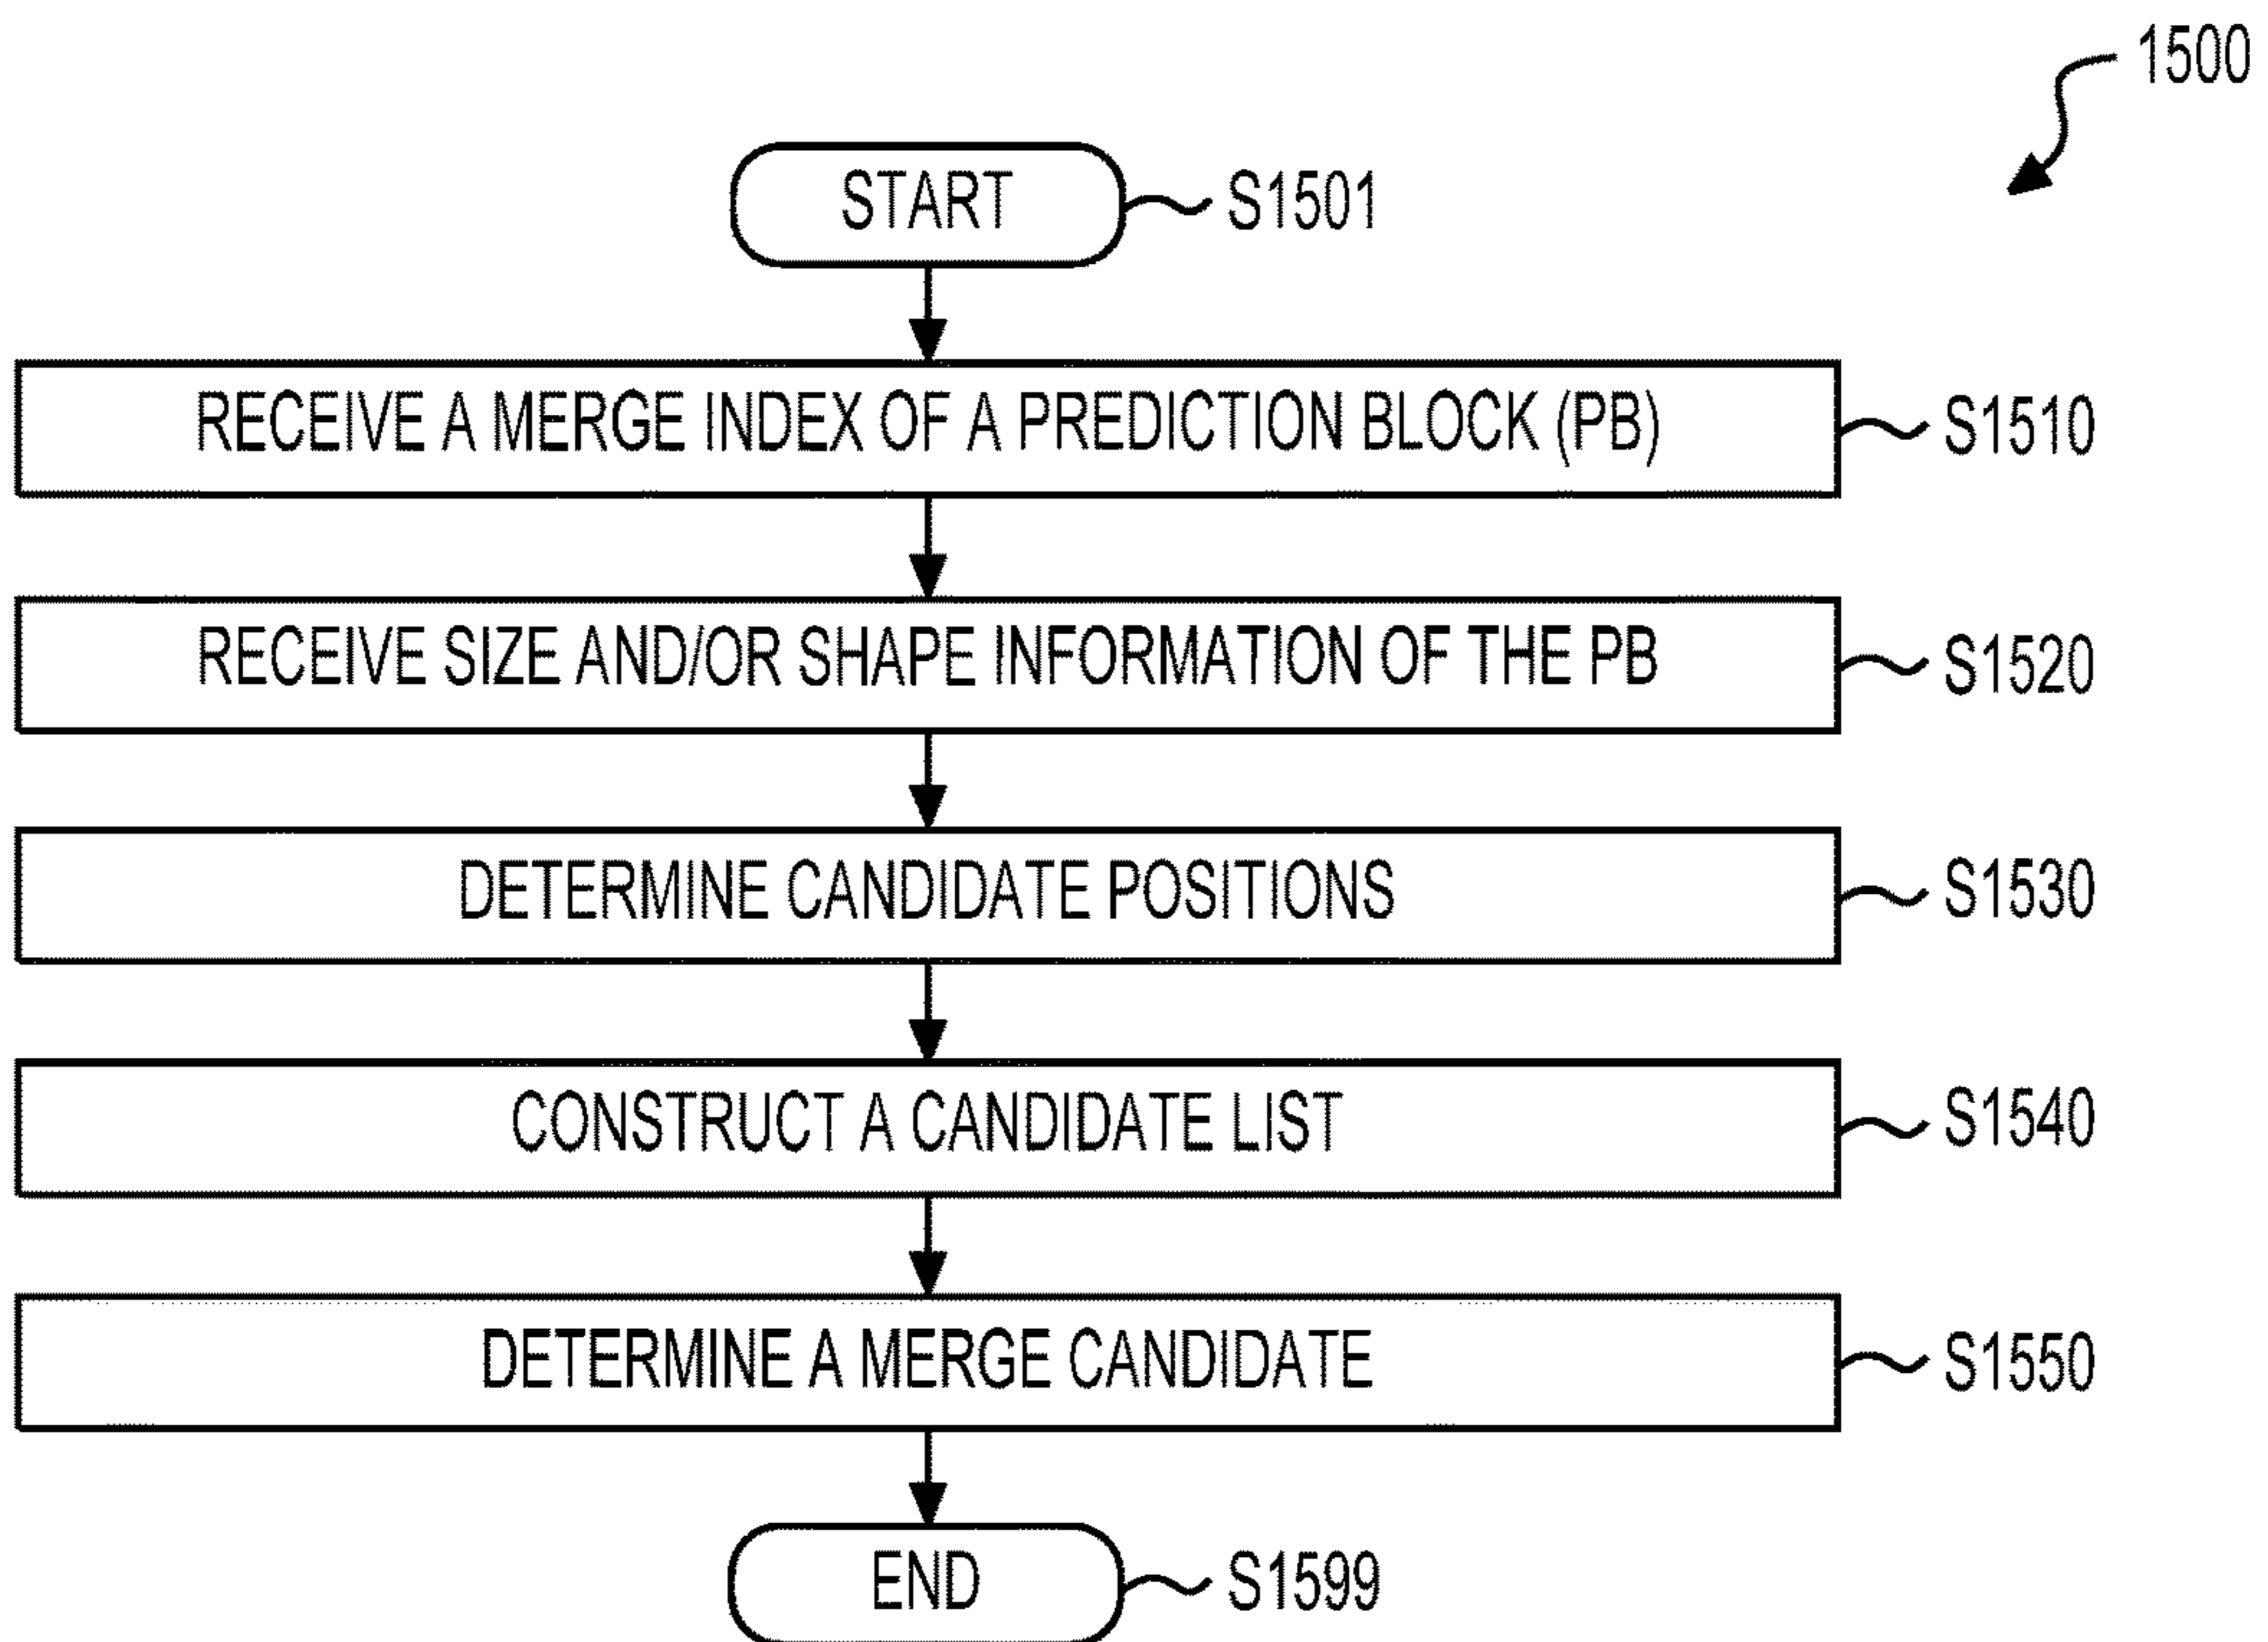 1500
START S1501
RECEIVE A MERGE INDEX OF A PREDICTION BLOCK (PB) S1510
RECEIVE SIZE AND/OR SHAPE INFORMATION OF THE PB S1520
DETERMINE CANDIDATE POSITIONS S1530
CONSTRUCT A CANDIDATE LIST S1540
DETERMINE A MERGE CANDIDATE S1550
END S1599